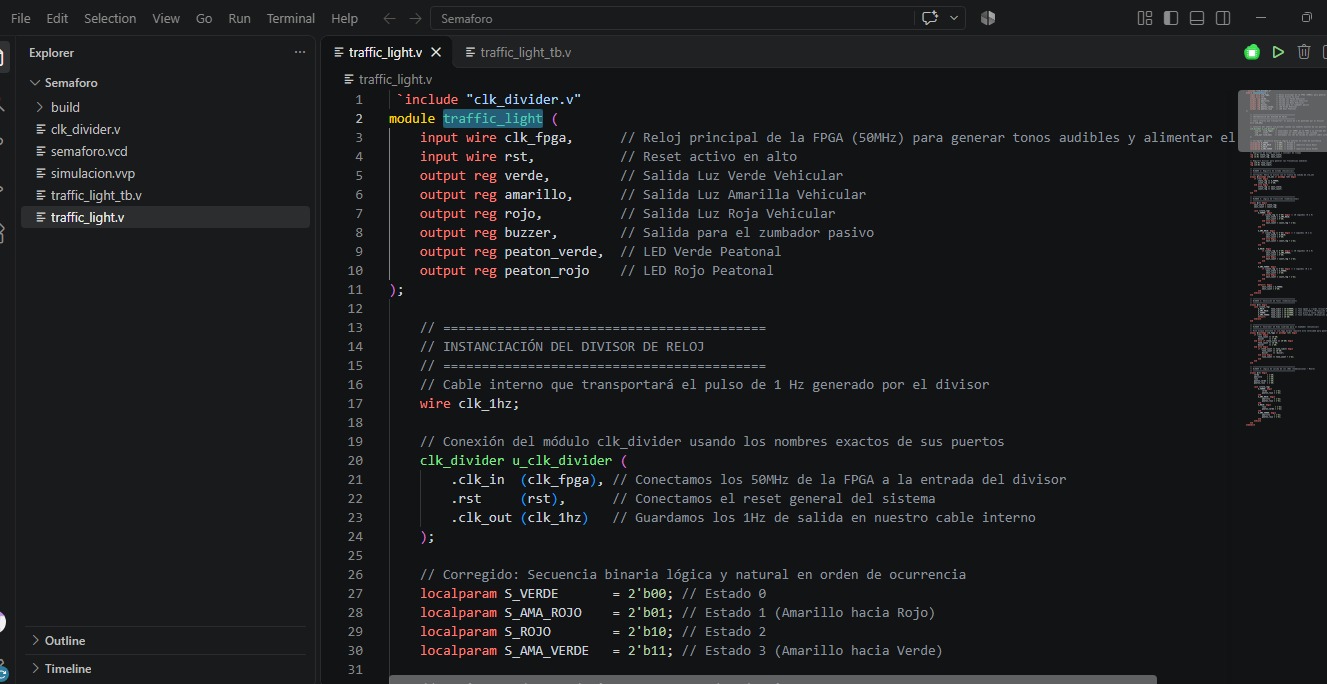 File Edit Selection View Go Run Terminal Help Semaforo
Explorer
Semaforo
build
clk_divider.v
semaforo.vcd
simulacion.vvp
traffic_light_tb.v
traffic_light.v
Outline
Timeline
traffic_light.v traffic_light_tb.v
traffic_light.v
1 `include "clk_divider.v"
2 module traffic_light (
3 input wire clk_fpga, // Reloj principal de la FPGA (50MHz) para generar tonos audibles y alimentar el
4 input wire rst, // Reset activo en alto
5 output reg verde, // Salida Luz Verde Vehicular
6 output reg amarillo, // Salida Luz Amarilla Vehicular
7 output reg rojo, // Salida Luz Roja Vehicular
8 output reg buzzer, // Salida para el zumbador pasivo
9 output reg peaton_verde, // LED Verde Peatonal
10 output reg peaton_rojo // LED Rojo Peatonal
11 );
12
13 // ==========================================
14 // INSTANCIACIÓN DEL DIVISOR DE RELOJ
15 // ==========================================
16 // Cable interno que transportará el pulso de 1 Hz generado por el divisor
17 wire clk_1hz;
18
19 // Conexión del módulo clk_divider usando los nombres exactos de sus puertos
20 clk_divider u_clk_divider (
21 .clk_in (clk_fpga), // Conectamos los 50MHz de la FPGA a la entrada del divisor
22 .rst (rst), // Conectamos el reset general del sistema
23 .clk_out (clk_1hz) // Guardamos los 1Hz de salida en nuestro cable interno
24 );
25
26 // Corregido: Secuencia binaria lógica y natural en orden de ocurrencia
27 localparam S_VERDE = 2'b00; // Estado 0
28 localparam S_AMA_ROJO = 2'b01; // Estado 1 (Amarillo hacia Rojo)
29 localparam S_ROJO = 2'b10; // Estado 2
30 localparam S_AMA_VERDE = 2'b11; // Estado 3 (Amarillo hacia Verde)
31